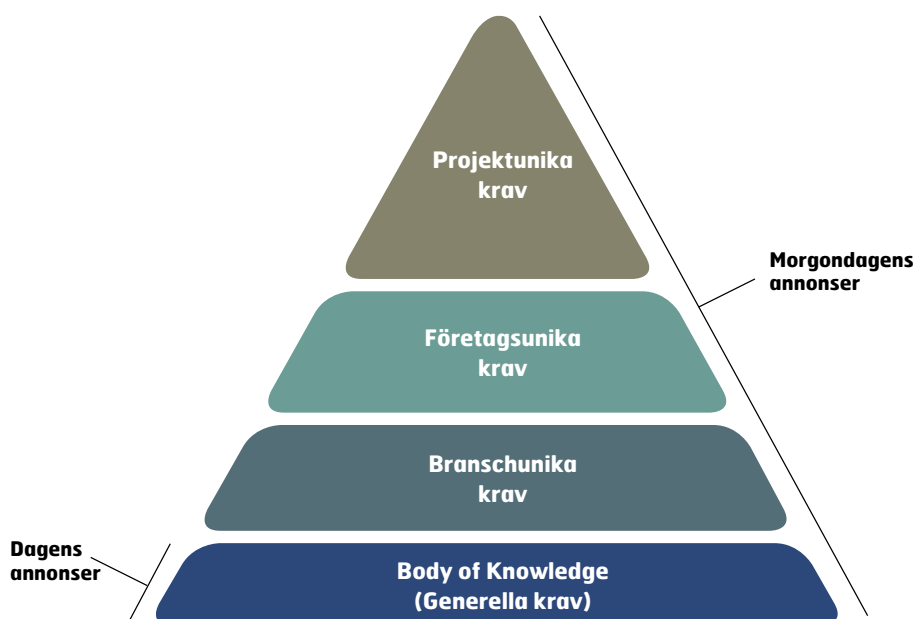 Projektunika
krav
Morgondagens
annonser
Företagsunika
krav
Branschunika
krav
Dagens
annonser
Body of Knowledge
(Generella krav)